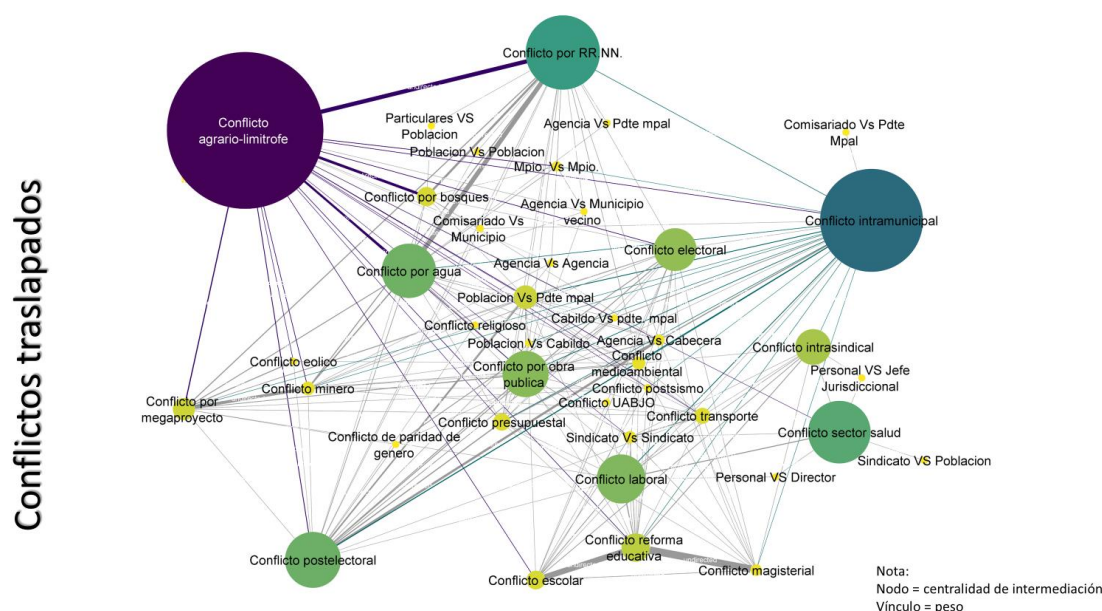 Conflictos traslapados
Conflicto por RR.NN.
Conflicto
agrario-limitrofe
Particulares VS
Poblacion
Agencia Vs Pdte mpal
Comisariado Vs Pdte
Mpal
Poblacion Vs Poblacion
Mpio. Vs Mpio.
Conflicto por bosques
Agencia Vs Municipio
vecino
Comisariado Vs
Municipio
Conflicto intramunicipal
Conflicto electoral
Agencia Vs Agencia
Conflicto por agua
Poblacion Vs Pdte mpal
Cabildo Vs pdte. mpal
Conflicto religioso
Agencia Vs Cabecera
Poblacion Vs Cabildo
Conflicto intrasindical
Conflicto eolico
Conflicto por obra
publica
Conflicto
medioambiental
Personal VS Jefe
Jurisdiccional
Conflicto minero
Conflicto postsismo
Conflicto por
megaproyecto
Conflicto UABJO
Conflicto transporte
Conflicto presupuestal
Conflicto de paridad de
genero
Sindicato Vs Sindicato
Conflicto sector salud
Sindicato VS Poblacion
Conflicto laboral
Personal VS Director
Conflicto postelectoral
Conflicto reforma
educativa
Conflicto escolar
Conflicto magisterial
Nota:
Nodo = centralidad de intermediación
Vínculo = peso